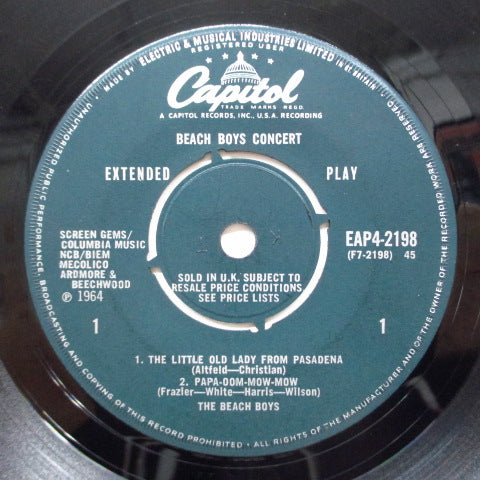 MADE BY ELECTRIC & MUSICAL INDUSTRIES LIMITED IN GT. BRITAIN
REGISTERED USER
Capitol
TRADE MARKS REGD.
A CAPITOL RECORDS, INC., U.S.A. RECORDING
BEACH BOYS CONCERT
EXTENDED PLAY
SCREEN GEMS/
COLUMBIA MUSIC
NCB/BIEM
MECOLICO
ARDMORE &
BEECHWOOD
℗ 1964
EAP4-2198
(F7-2198) 45
SOLD IN U.K. SUBJECT TO
RESALE PRICE CONDITIONS
SEE PRICE LISTS
1 1
1. THE LITTLE OLD LADY FROM PASADENA
(Altfeld—Christian)
2. PAPA-OOM-MOW-MOW
(Frazier—White—Harris—Wilson)
THE BEACH BOYS
UNAUTHORIZED PUBLIC PERFORMANCE, BROADCASTING AND COPYING OF THIS RECORD PROHIBITED · ALL RIGHTS OF THE MANUFACTURER AND OF THE OWNER OF THE RECORDED WORK ARE RESERVED.